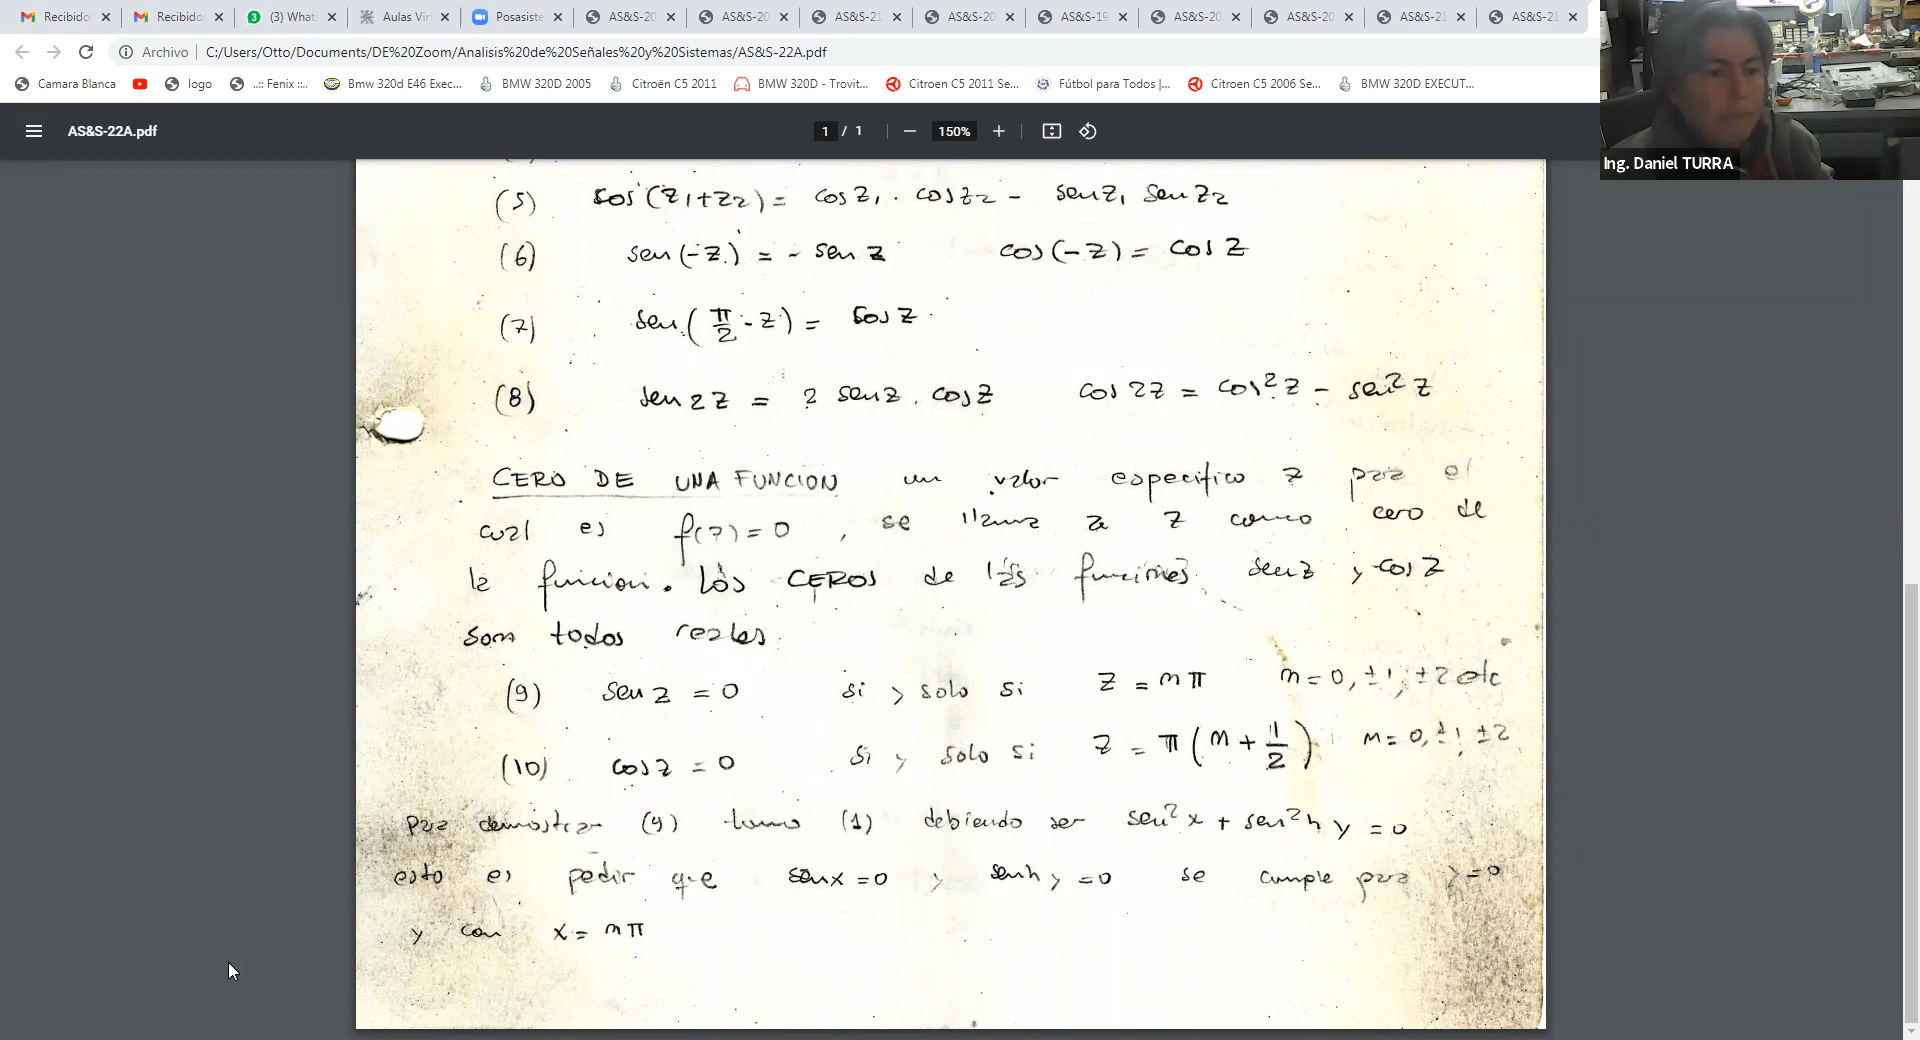 Recibidos × Recibido × (3) Whats × Aulas Vir × Posasiste × AS&S-20 × AS&S-20 × AS&S-21 × AS&S-20 × AS&S-19 × AS&S-20 × AS&S-20 × AS&S-21 × AS&S-21 ×
Archivo | C:/Users/Otto/Documents/DE%20Zoom/Analisis%20de%20Señales%20y%20Sistemas/AS&S-22A.pdf
Camara Blanca logo ..:: Fenix ::.. Bmw 320d E46 Exec... BMW 320D 2005 Citroën C5 2011 BMW 320D - Trovit... Citroen C5 2011 Se... Fútbol para Todos |... Citroen C5 2006 Se... BMW 320D EXECUT...
AS&S-22A.pdf 1 / 1 — 150% +
Ing. Daniel TURRA
(5) cos (z1+z2) = cos z1 . cos z2 - sen z1 sen z2
(6) sen (-z) = - sen z cos (-z) = cos z
(7) sen (π/2 - z) = cos z
(8) sen 2z = 2 sen z . cos z cos 2z = cos² z - sen² z
CERO DE UNA FUNCION un valor especifico z para el
cual es f(z) = 0 , se llama a z como cero de
la funcion. Los CEROS de las funciones sen z y cos z
son todos reales
(9) sen z = 0 si y solo si z = nπ n = 0, ±1, ±2 etc
(10) cos z = 0 si y solo si z = π (n + 1/2) n = 0, ±1, ±2
para demostrar (9) tomo (1) debiendo ser sen² x + sen² h y = 0
esto es pedir que sen x = 0 y senh y = 0 se cumple para y = 0
y con x = nπ